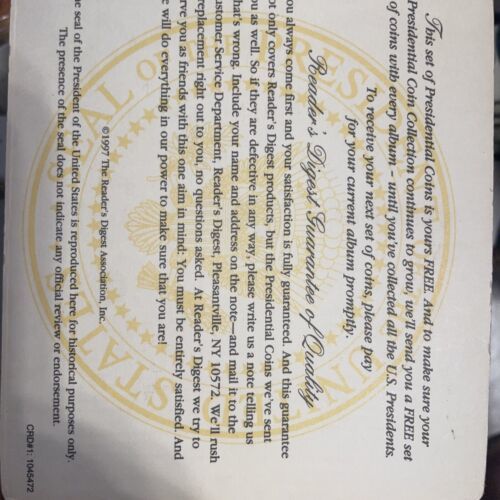 This set of Presidential Coins is yours FREE. And to make sure your
Presidential Coin Collection continues to grow, we'll send you a FREE set
of coins with every album - until you've collected all the U.S. Presidents.
To receive your next set of coins, please pay
for your current album promptly.
Reader's Digest Guarantee of Quality
ou always come first and your satisfaction is fully guaranteed. And this guarantee
ot only covers Reader's Digest products, but the Presidential Coins we've sent
ou as well. So if they are defective in any way, please write us a note telling us
hat's wrong. Include your name and address on the note—and mail it to the
ustomer Service Department, Reader's Digest, Pleasantville, NY 10572. We'll rush
replacement right out to you, no questions asked. At Reader's Digest we try to
rve you as friends with this one aim in mind: You must be entirely satisfied. And
e will do everything in our power to make sure that you are!
©1997 The Reader's Digest Association, Inc.
e seal of the President of the United States is reproduced here for historical purposes only.
The presence of the seal does not indicate any official review or endorsement.
CRD#1: 1045472